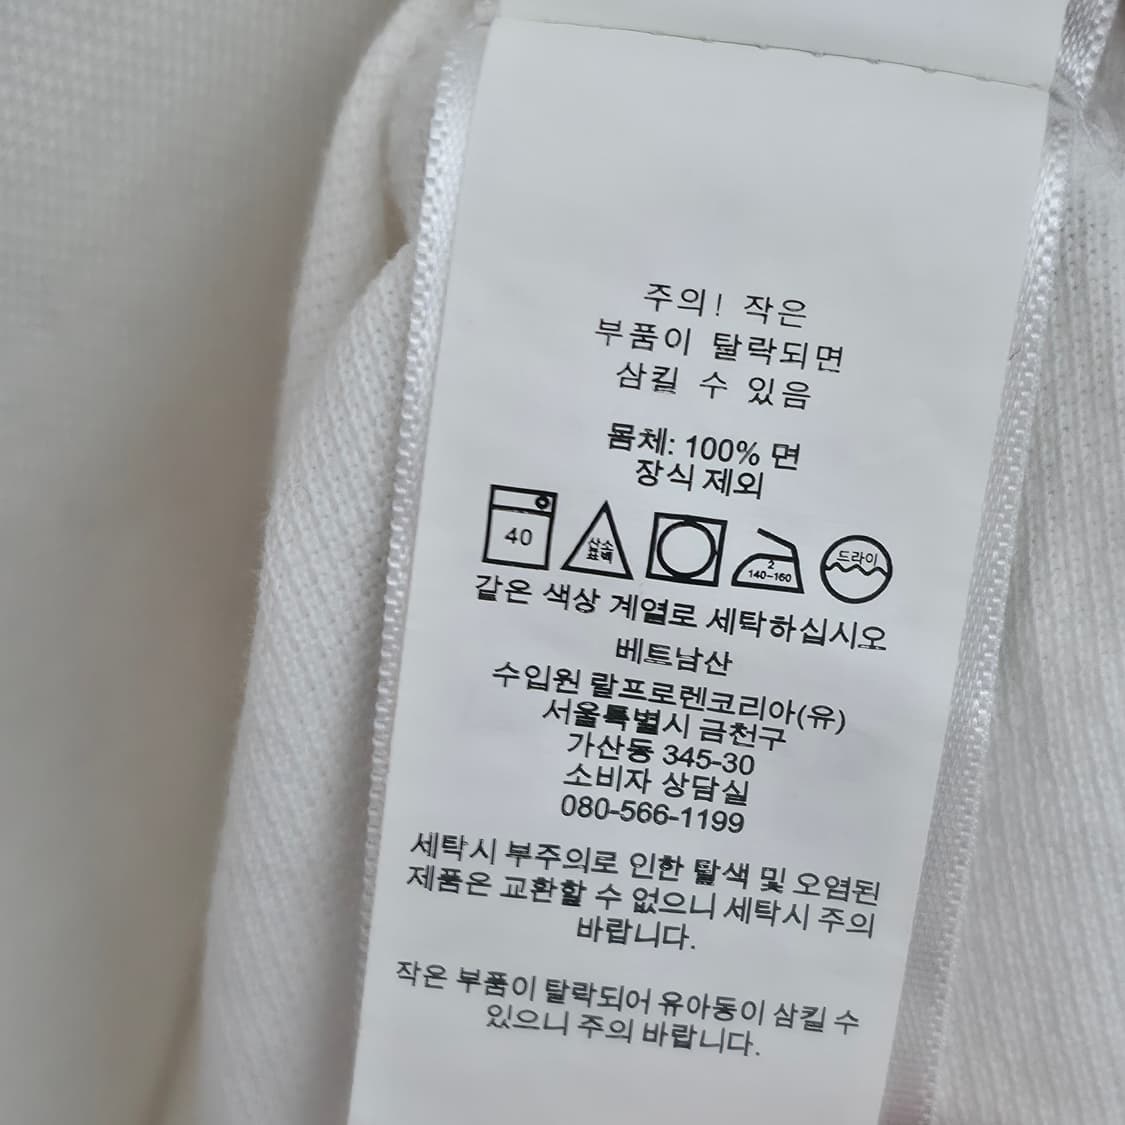 주의! 작은
부품이 탈락되면
삼킬 수 있음
몸체: 100% 면
장식 제외
40
산소
표백
2
140-160
드라이
같은 색상 계열로 세탁하십시오
베트남산
수입원 랄프로렌코리아(유)
서울특별시 금천구
가산동 345-30
소비자 상담실
080-566-1199
세탁시 부주의로 인한 탈색 및 오염된
제품은 교환할 수 없으니 세탁시 주의
바랍니다.
작은 부품이 탈락되어 유아동이 삼킬 수
있으니 주의 바랍니다.